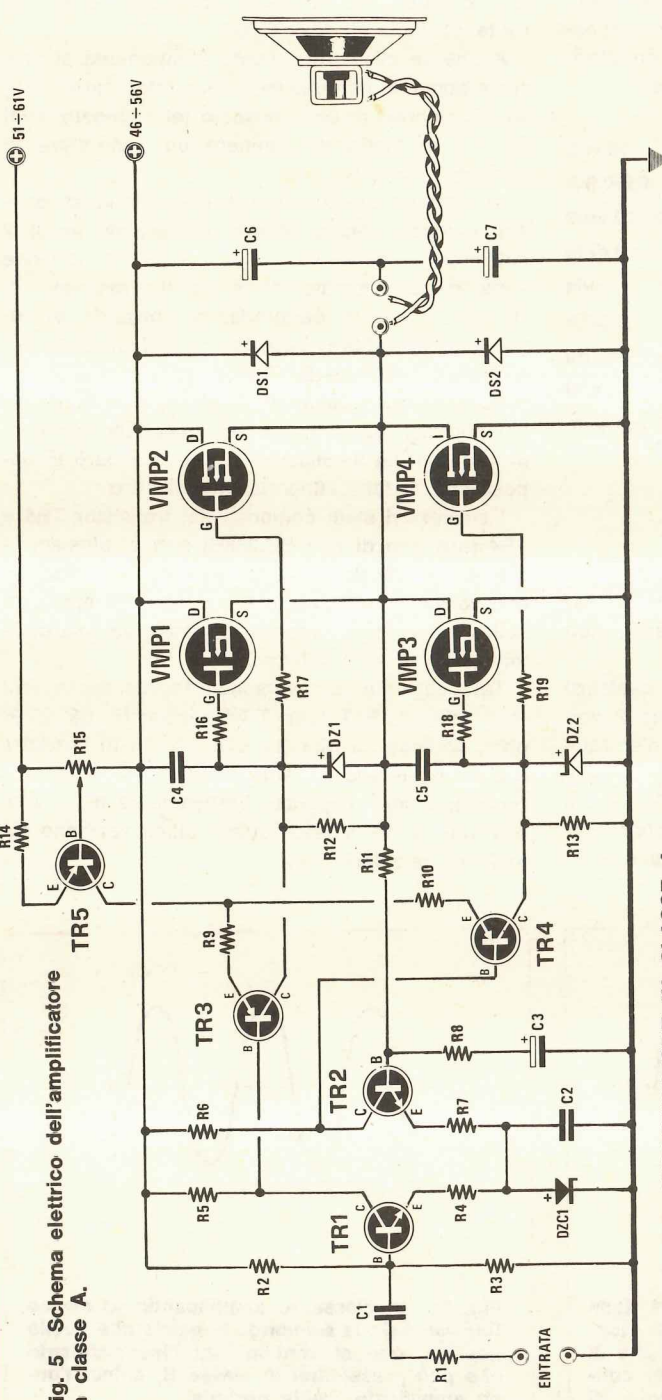 ig. 5 Schema elettrico dell'amplificatore
classe A.
51÷61V
46÷56V
R14
R15
TR5
B
E
C
C6
C7
DS1
DS2
VMP2
D
G
S
VMP4
G
S
VMP1
D
G
S
VMP3
D
G
S
R16
R17
R18
R19
C4
C5
DZ1
DZ2
R12
R13
R11
R9
R10
TR3
B
E
C
TR4
B
E
C
R6
R5
R2
TR2
C
B
E
R8
C3
R7
C2
TR1
C
B
E
R4
DZC1
C1
R3
R1
ENTRATA